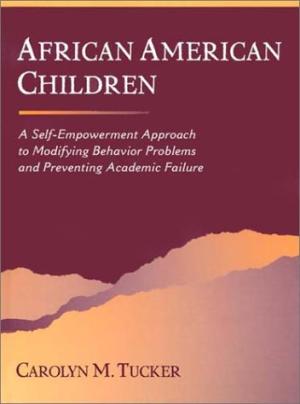 AFRICAN AMERICAN
CHILDREN
A Self-Empowerment Approach
to Modifying Behavior Problems
and Preventing Academic Failure
CAROLYN M. TUCKER